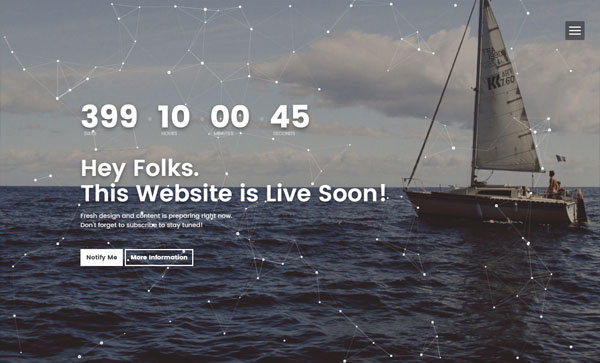 399 10 00 45
DAYS HOURS MINUTES SECONDS
Hey Folks.
This Website is Live Soon!
Fresh design and content is preparing right now.
Don't forget to subscribe to stay tuned!
Notify Me More Information